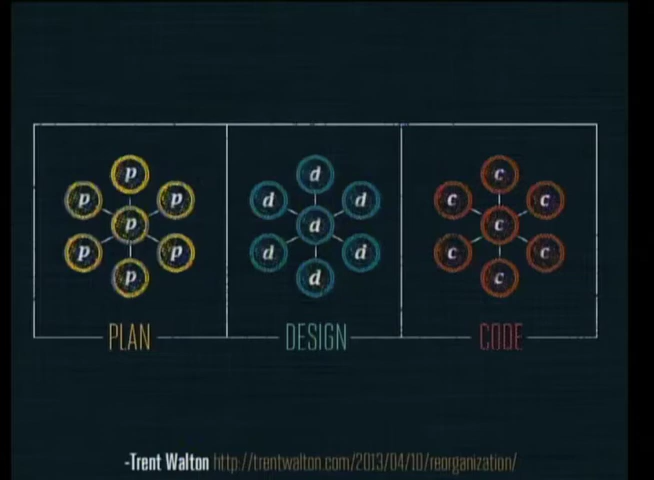 p d c
p p d d c c
p d c
p p d d c c
p d c
PLAN DESIGN CODE
-Trent Walton http://trentwalton.com/2013/04/10/reorganization/